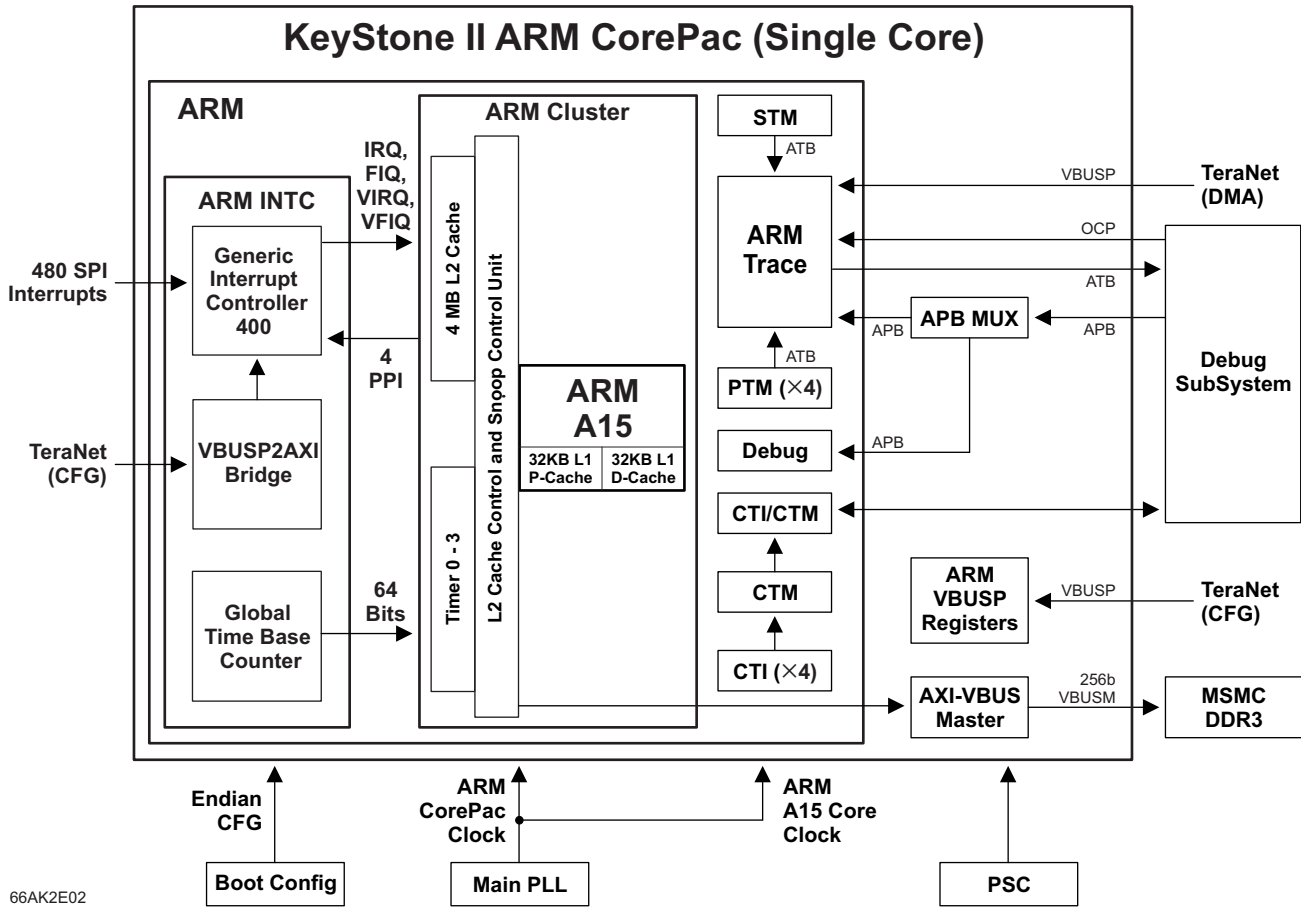 KeyStone II ARM CorePac (Single Core)
ARM
ARM INTC
Generic
Interrupt
Controller
400
VBUSP2AXI
Bridge
Global
Time Base
Counter
480 SPI
Interrupts
TeraNet
(CFG)
IRQ,
FIQ,
VIRQ,
VFIQ
4
PPI
64
Bits
ARM Cluster
4 MB L2 Cache
Timer 0 - 3
L2 Cache Control and Snoop Control Unit
ARM
A15
32KB L1
P-Cache
32KB L1
D-Cache
STM
ATB
ARM
Trace
ATB
PTM (×4)
Debug
CTI/CTM
CTM
CTI (×4)
VBUSP
OCP
ATB
APB
APB MUX
APB
APB
TeraNet
(DMA)
Debug
SubSystem
ARM
VBUSP
Registers
VBUSP
TeraNet
(CFG)
AXI-VBUS
Master
256b
VBUSM
MSMC
DDR3
Endian
CFG
ARM
CorePac
Clock
ARM
A15 Core
Clock
Boot Config
Main PLL
PSC
66AK2E02